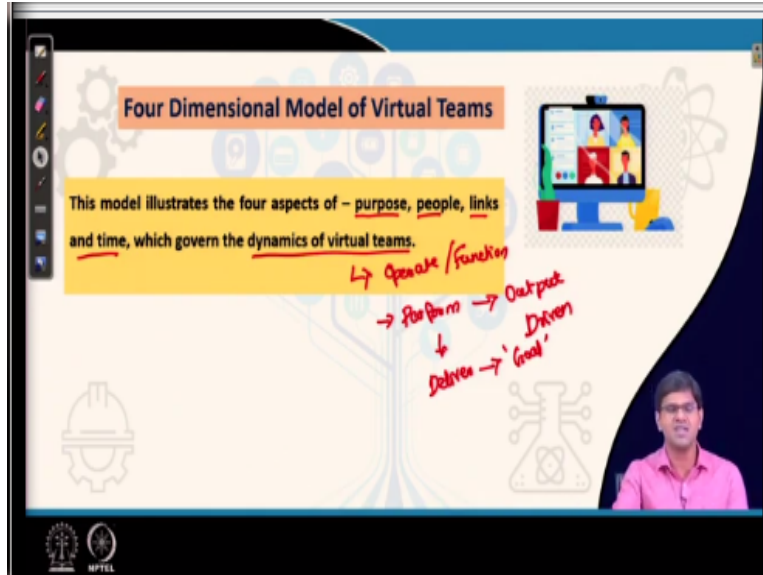 Four Dimensional Model of Virtual Teams
This model illustrates the four aspects of – purpose, people, links
and time, which govern the dynamics of virtual teams.
↳ Operate / Function
→ Perform → Output
↓ Driven
Deliver → 'Goal'
NPTEL